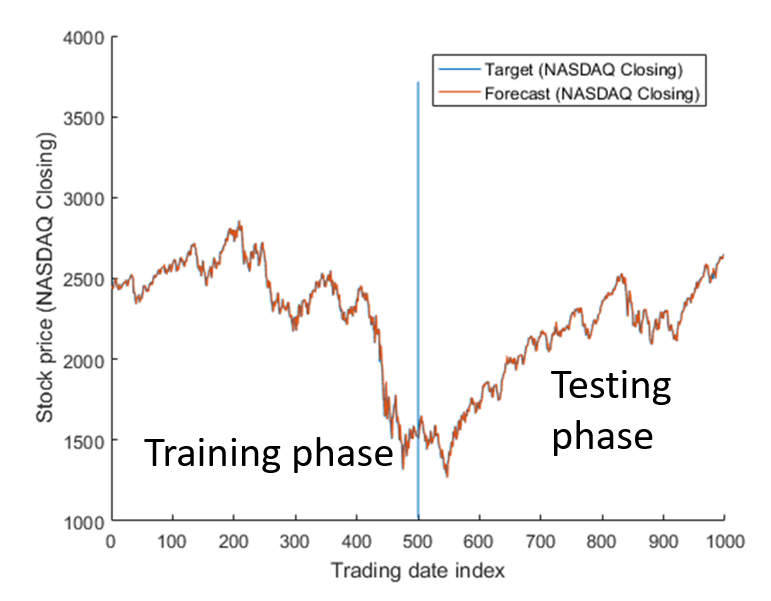 4000
3500
3000
2500
2000
1500
1000
Stock price (NASDAQ Closing)
Target (NASDAQ Closing)
Forecast (NASDAQ Closing)
Training phase
Testing
phase
0 100 200 300 400 500 600 700 800 900 1000
Trading date index